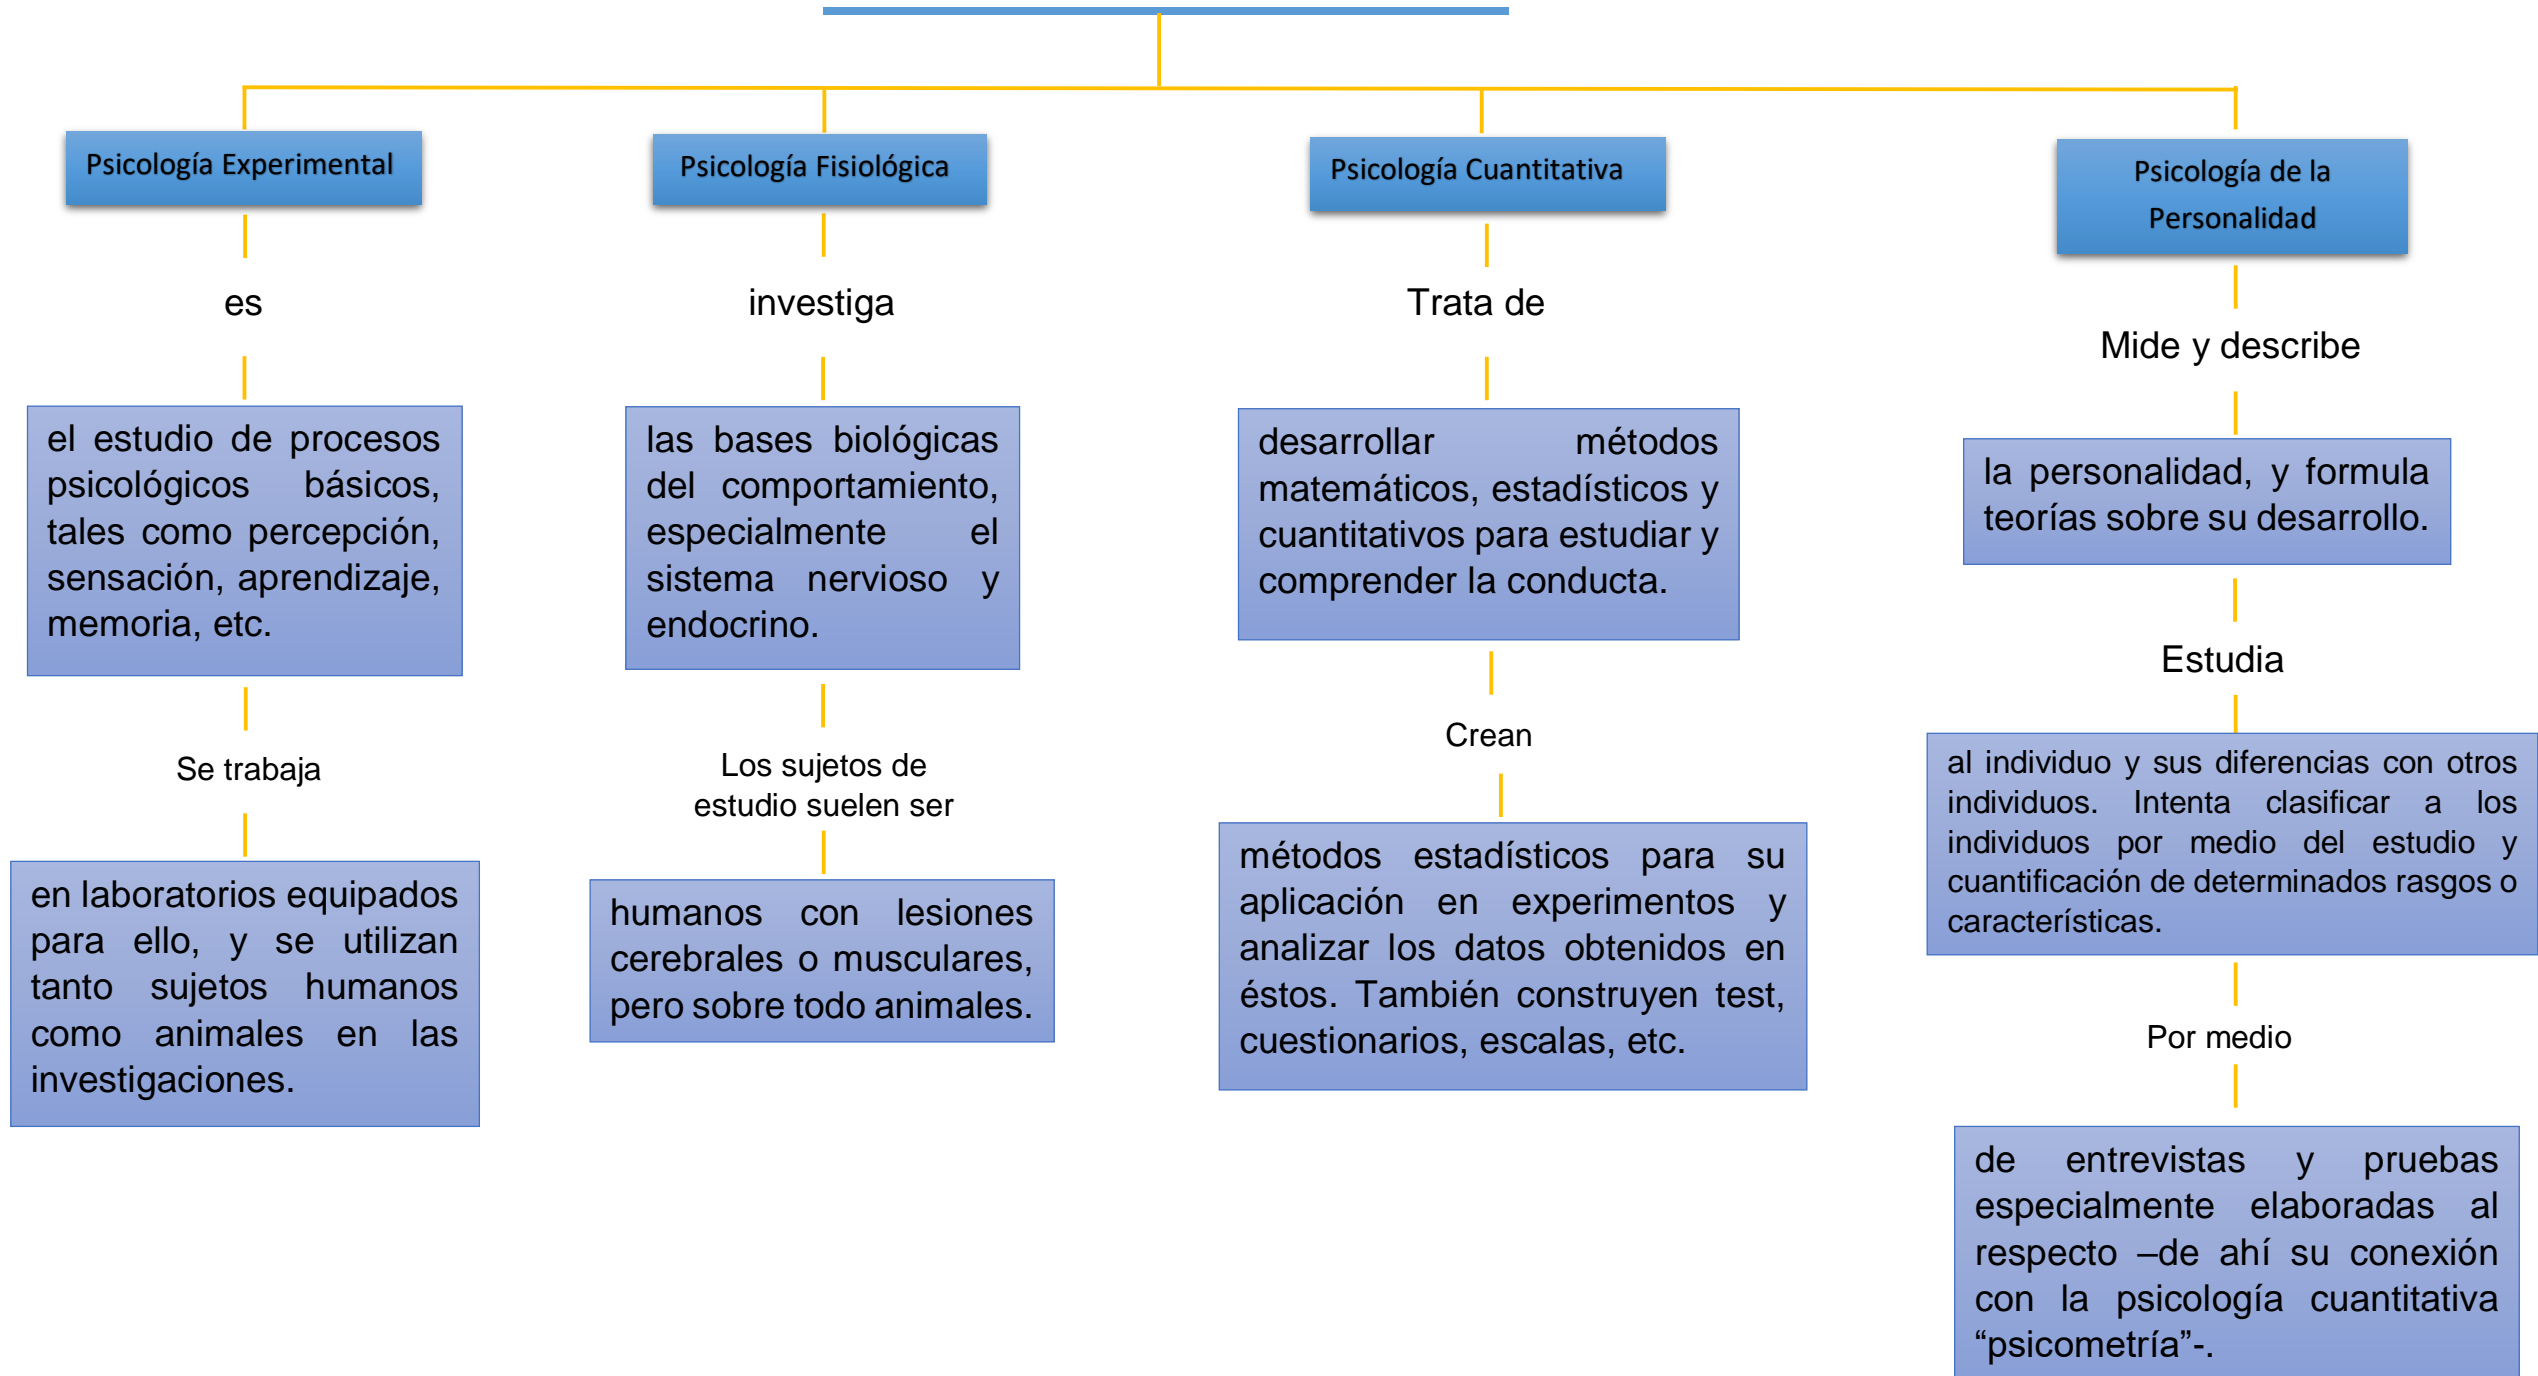 Psicología Experimental
es
el estudio de procesos
psicológicos básicos,
tales como percepción,
sensación, aprendizaje,
memoria, etc.
Se trabaja
en laboratorios equipados
para ello, y se utilizan
tanto sujetos humanos
como animales en las
investigaciones.
Psicología Fisiológica
investiga
las bases biológicas
del comportamiento,
especialmente el
sistema nervioso y
endocrino.
Los sujetos de
estudio suelen ser
humanos con lesiones
cerebrales o musculares,
pero sobre todo animales.
Psicología Cuantitativa
Trata de
desarrollar métodos
matemáticos, estadísticos y
cuantitativos para estudiar y
comprender la conducta.
Crean
métodos estadísticos para su
aplicación en experimentos y
analizar los datos obtenidos en
éstos. También construyen test,
cuestionarios, escalas, etc.
Psicología de la
Personalidad
Mide y describe
la personalidad, y formula
teorías sobre su desarrollo.
Estudia
al individuo y sus diferencias con otros
individuos. Intenta clasificar a los
individuos por medio del estudio y
cuantificación de determinados rasgos o
características.
Por medio
de entrevistas y pruebas
especialmente elaboradas al
respecto –de ahí su conexión
con la psicología cuantitativa
“psicometría”-.